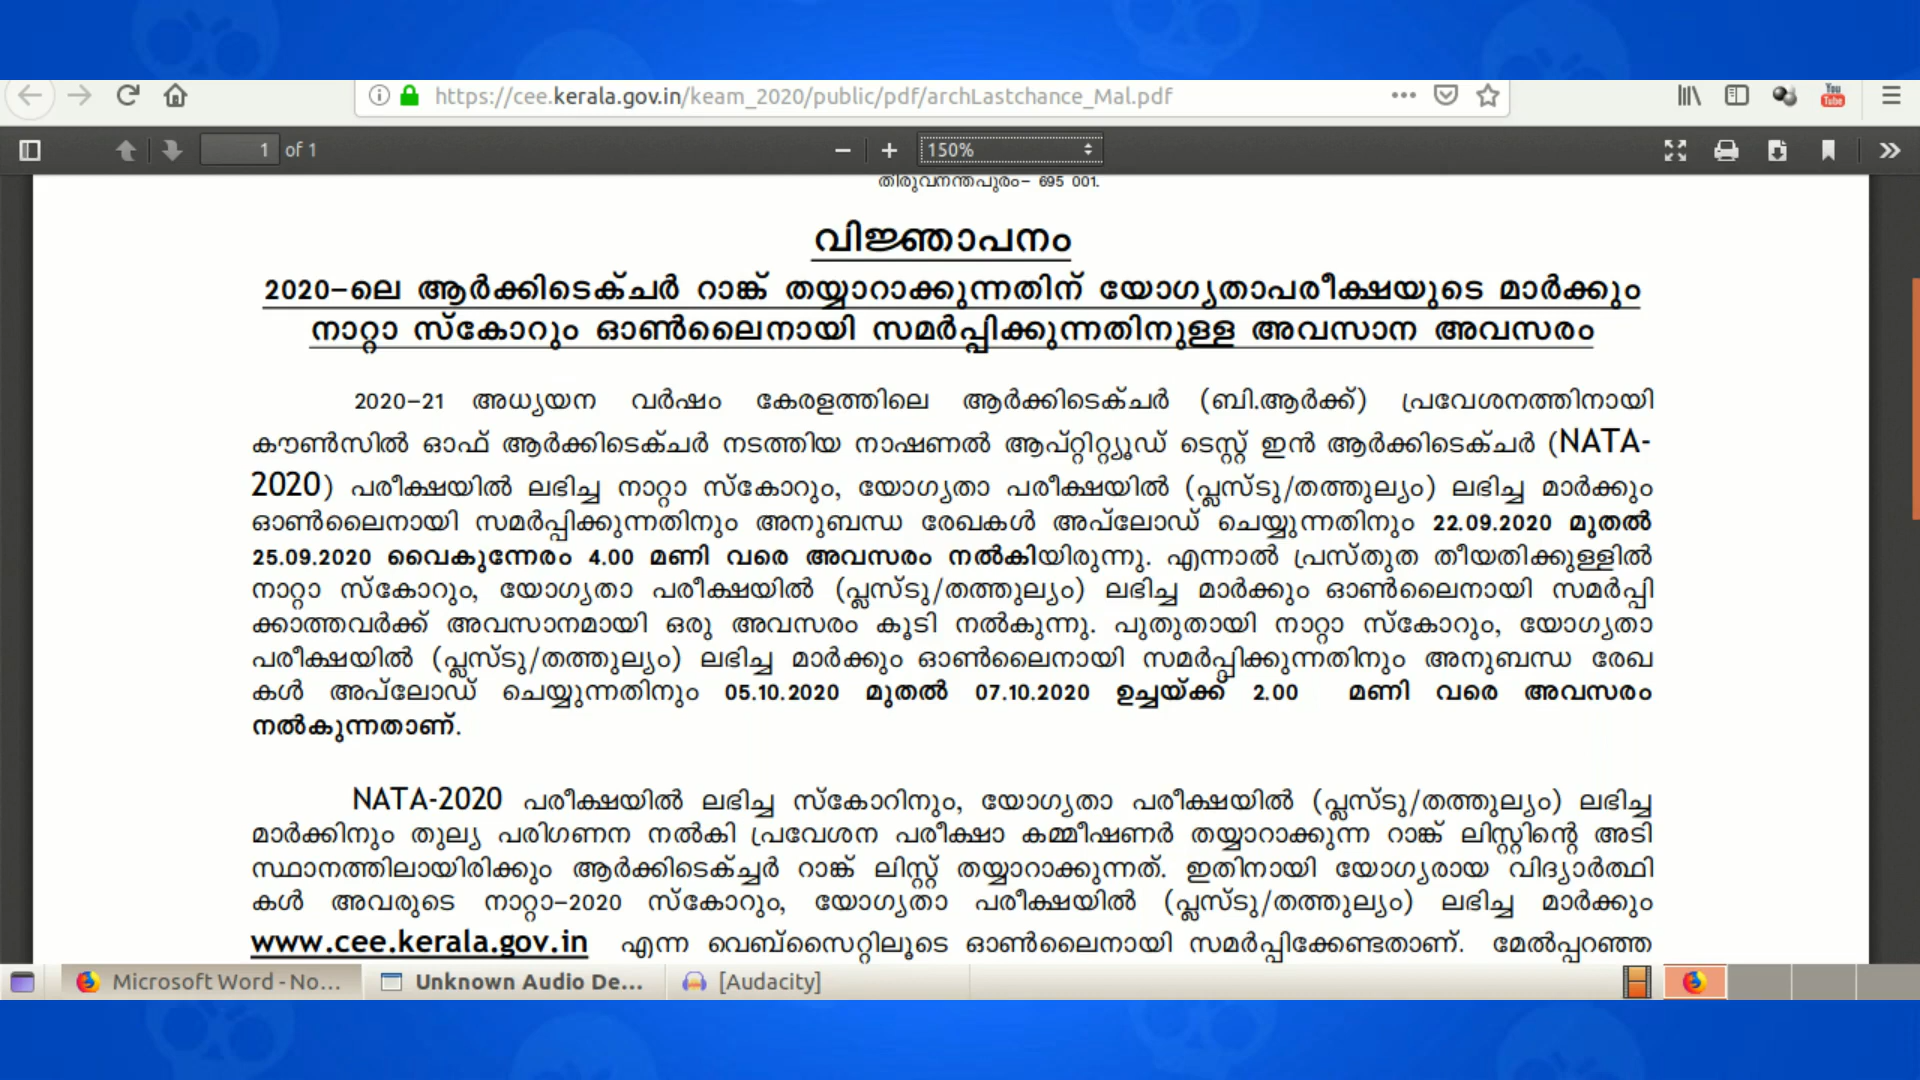 https://cee.kerala.gov.in/keam_2020/public/pdf/archLastchance_Mal.pdf
You
Tube
1 of 1
150%
തിരുവനന്തപുരം- 695 001.
വിജ്ഞാപനം
2020-ലെ ആർക്കിടെക്ചർ റാങ്ക് തയ്യാറാക്കുന്നതിന് യോഗ്യതാപരീക്ഷയുടെ മാർക്കും
നാറ്റാ സ്കോറും ഓൺലൈനായി സമർപ്പിക്കുന്നതിനുള്ള അവസാന അവസരം
2020-21 അധ്യയന വർഷം കേരളത്തിലെ ആർക്കിടെക്ചർ (ബി.ആർക്ക്) പ്രവേശനത്തിനായി
കൗൺസിൽ ഓഫ് ആർക്കിടെക്ചർ നടത്തിയ നാഷണൽ ആപ്റ്റിറ്റ്യൂഡ് ടെസ്റ്റ് ഇൻ ആർക്കിടെക്ചർ (NATA-
2020) പരീക്ഷയിൽ ലഭിച്ച നാറ്റാ സ്കോറും, യോഗ്യതാ പരീക്ഷയിൽ (പ്ലസ്ടു/തത്തുല്യം) ലഭിച്ച മാർക്കും
ഓൺലൈനായി സമർപ്പിക്കുന്നതിനും അനുബന്ധ രേഖകൾ അപ്‌ലോഡ് ചെയ്യുന്നതിനും 22.09.2020 മുതൽ
25.09.2020 വൈകുന്നേരം 4.00 മണി വരെ അവസരം നൽകിയിരുന്നു. എന്നാൽ പ്രസ്തുത തീയതിക്കുള്ളിൽ
നാറ്റാ സ്കോറും, യോഗ്യതാ പരീക്ഷയിൽ (പ്ലസ്ടു/തത്തുല്യം) ലഭിച്ച മാർക്കും ഓൺലൈനായി സമർപ്പി
ക്കാത്തവർക്ക് അവസാനമായി ഒരു അവസരം കൂടി നൽകുന്നു. പുതുതായി നാറ്റാ സ്കോറും, യോഗ്യതാ
പരീക്ഷയിൽ (പ്ലസ്ടു/തത്തുല്യം) ലഭിച്ച മാർക്കും ഓൺലൈനായി സമർപ്പിക്കുന്നതിനും അനുബന്ധ രേഖ
കൾ അപ്‌ലോഡ് ചെയ്യുന്നതിനും 05.10.2020 മുതൽ 07.10.2020 ഉച്ചയ്ക്ക് 2.00 മണി വരെ അവസരം
നൽകുന്നതാണ്.
NATA-2020 പരീക്ഷയിൽ ലഭിച്ച സ്കോറിനും, യോഗ്യതാ പരീക്ഷയിൽ (പ്ലസ്ടു/തത്തുല്യം) ലഭിച്ച
മാർക്കിനും തുല്യ പരിഗണന നൽകി പ്രവേശന പരീക്ഷാ കമ്മീഷണർ തയ്യാറാക്കുന്ന റാങ്ക് ലിസ്റ്റിന്റെ അടി
സ്ഥാനത്തിലായിരിക്കും ആർക്കിടെക്ച്ചർ റാങ്ക് ലിസ്റ്റ് തയ്യാറാക്കുന്നത്. ഇതിനായി യോഗ്യരായ വിദ്യാർത്ഥി
കൾ അവരുടെ നാറ്റാ-2020 സ്കോറും, യോഗ്യതാ പരീക്ഷയിൽ (പ്ലസ്ടു/തത്തുല്യം) ലഭിച്ച മാർക്കും
www.cee.kerala.gov.in എന്ന വെബ്സൈറ്റിലൂടെ ഓൺലൈനായി സമർപ്പിക്കേണ്ടതാണ്. മേൽപ്പറഞ്ഞ
Microsoft Word - No... Unknown Audio De... [Audacity]